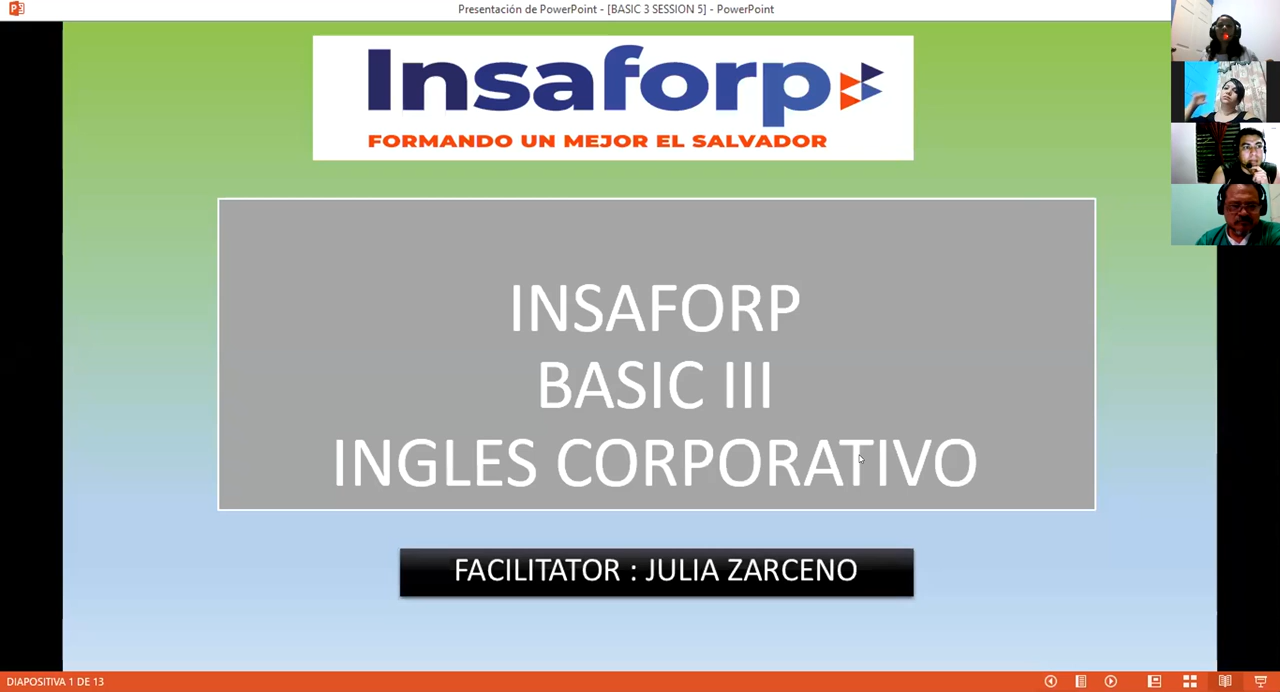 Presentación de PowerPoint - [BASIC 3 SESSION 5] - PowerPoint
Insaforp
FORMANDO UN MEJOR EL SALVADOR
INSAFORP
BASIC III
INGLES CORPORATIVO
FACILITATOR : JULIA ZARCENO
DIAPOSITIVA 1 DE 13